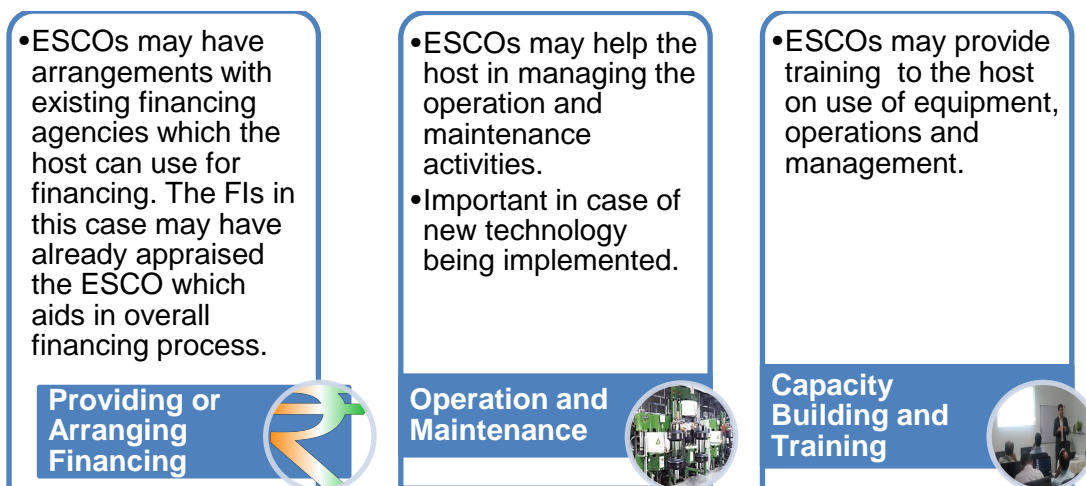 •ESCOs may have
arrangements with
existing financing
agencies which the
host can use for
financing. The FIs in
this case may have
already appraised
the ESCO which
aids in overall
financing process.
Providing or
Arranging
Financing
•ESCOs may help the
host in managing the
operation and
maintenance
activities.
•Important in case of
new technology
being implemented.
Operation and
Maintenance
•ESCOs may provide
training  to the host
on use of equipment,
operations and
management.
Capacity
Building and
Training